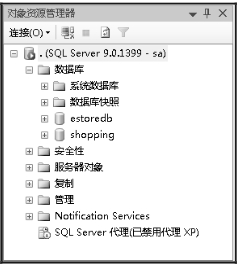 对象资源管理器
连接(O)
. (SQL Server 9.0.1399 - sa)
数据库
系统数据库
数据库快照
estoredb
shopping
安全性
服务器对象
复制
管理
Notification Services
SQL Server 代理(已禁用代理 XP)